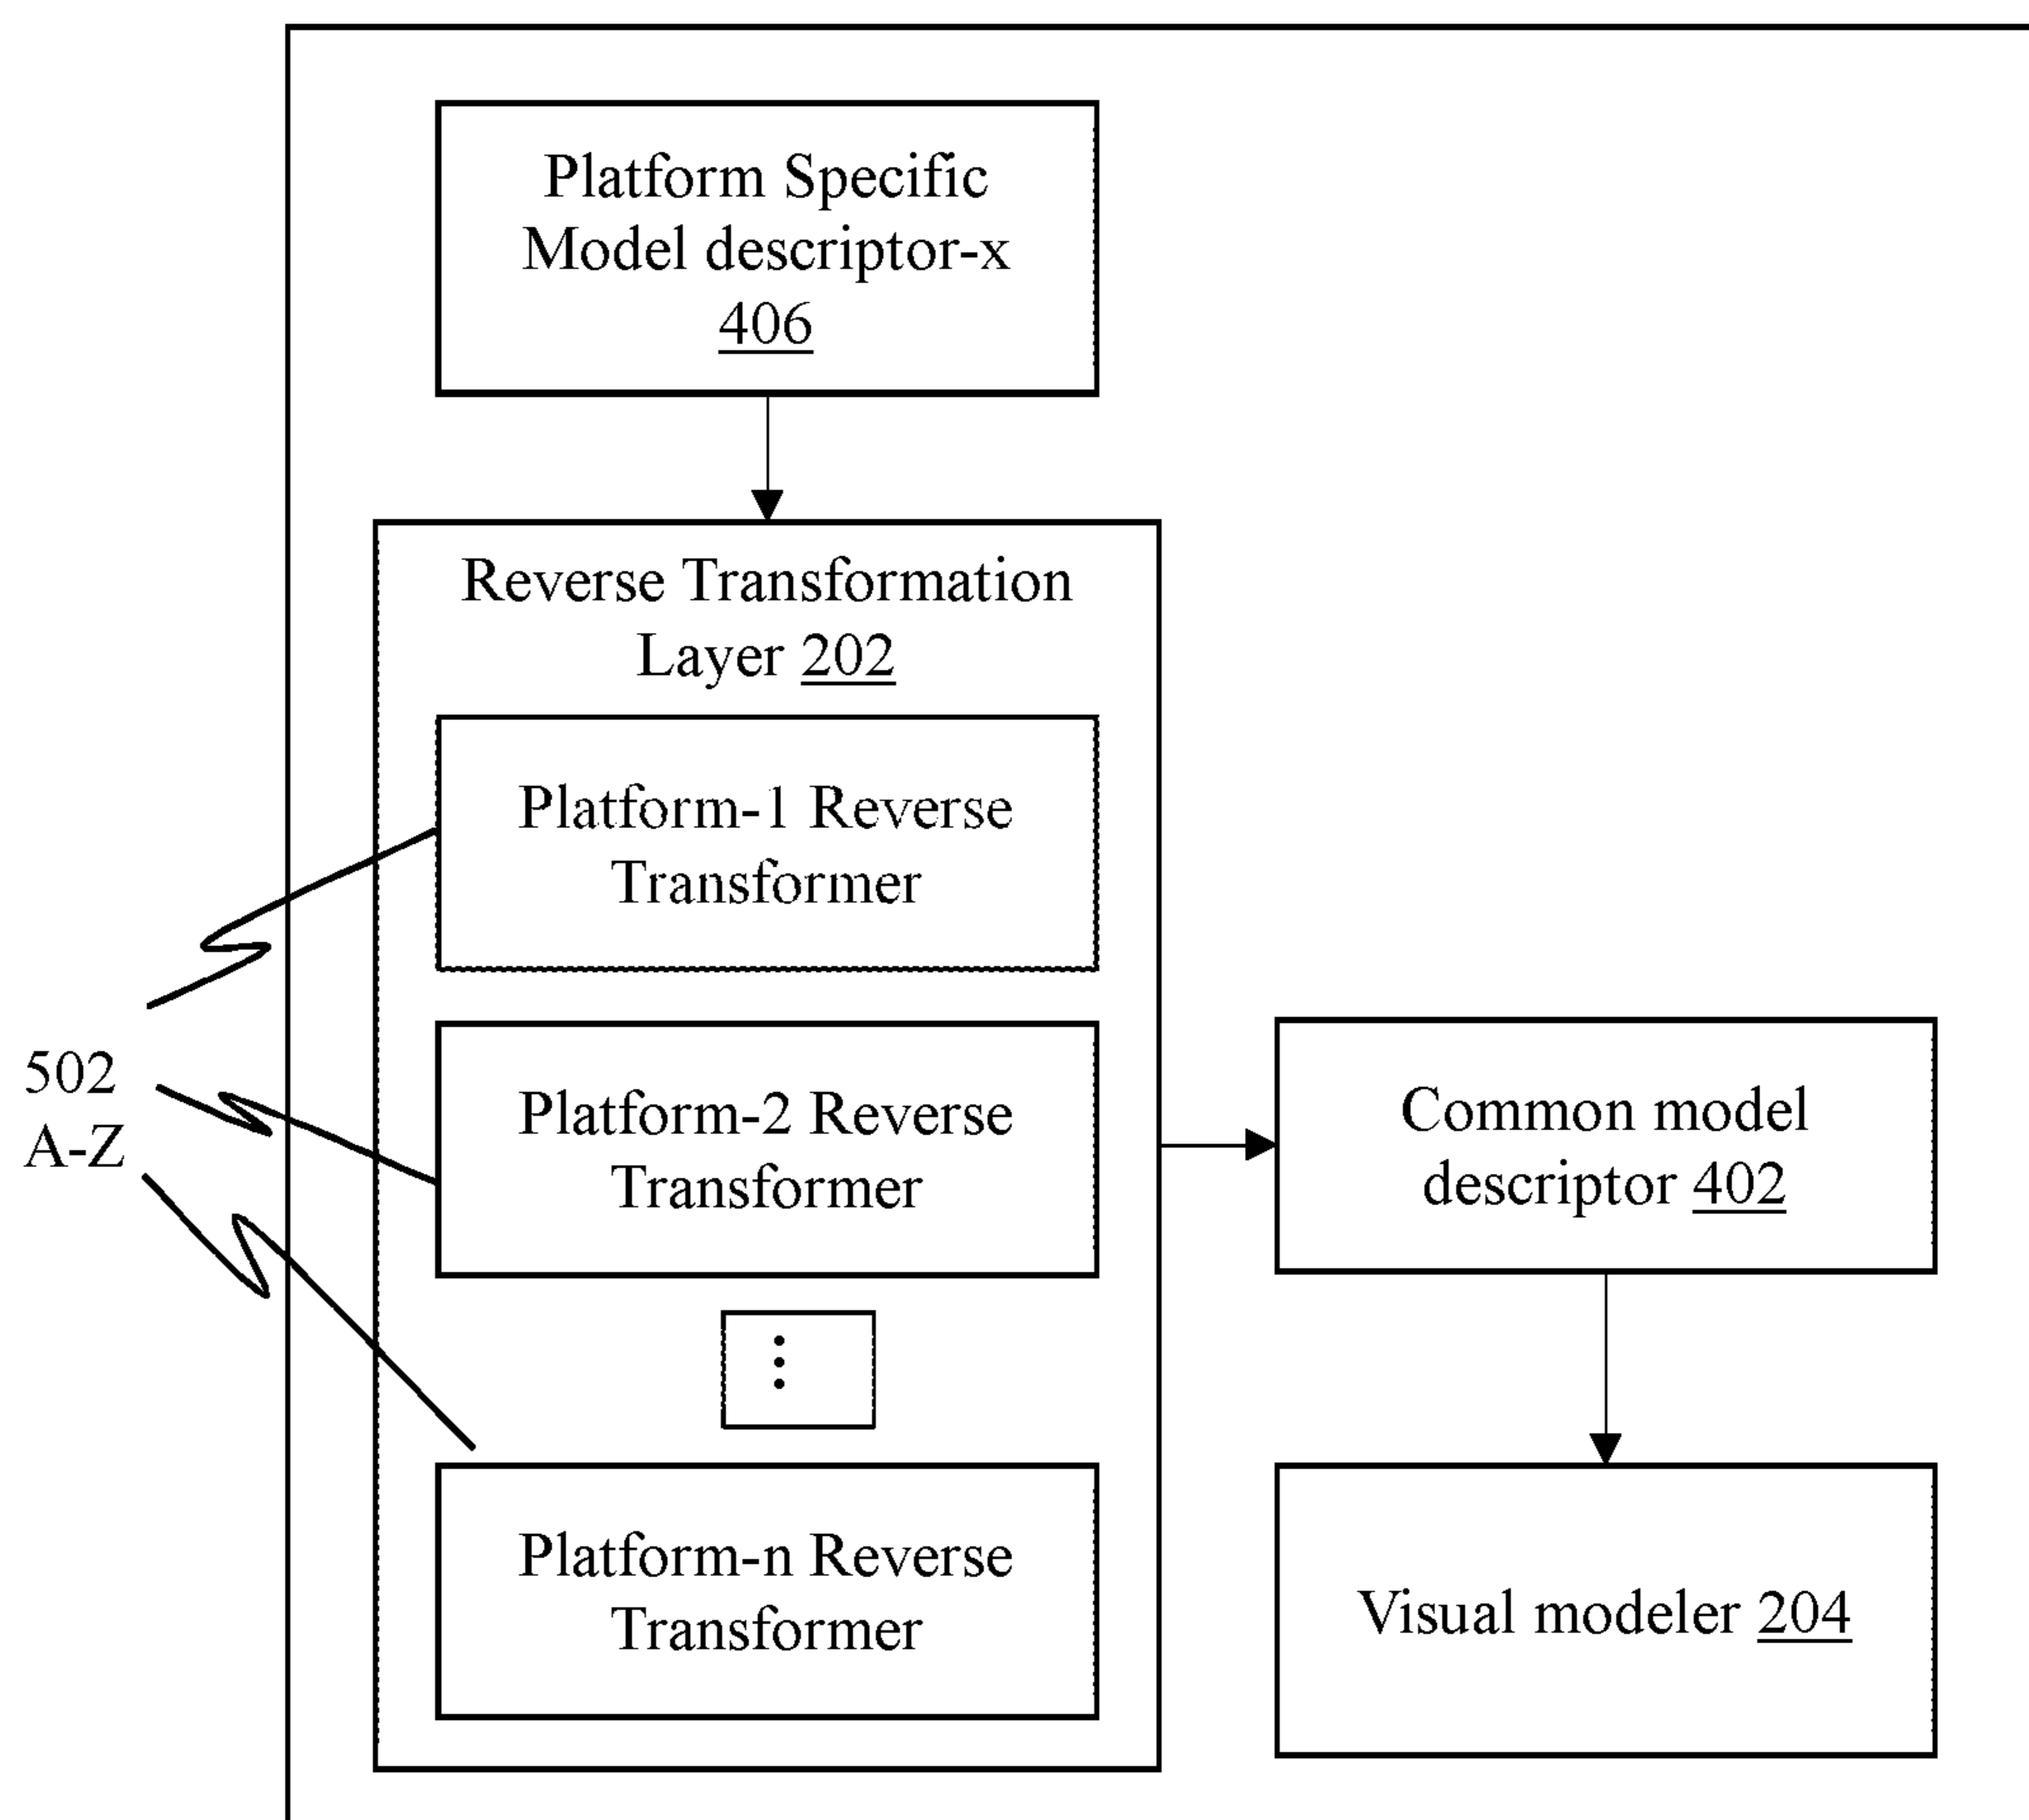 Platform Specific
Model descriptor-x
406
Reverse Transformation
Layer 202
Platform-1 Reverse
Transformer
502
A-Z
Platform-2 Reverse
Transformer
Platform-n Reverse
Transformer
Common model
descriptor 402
Visual modeler 204